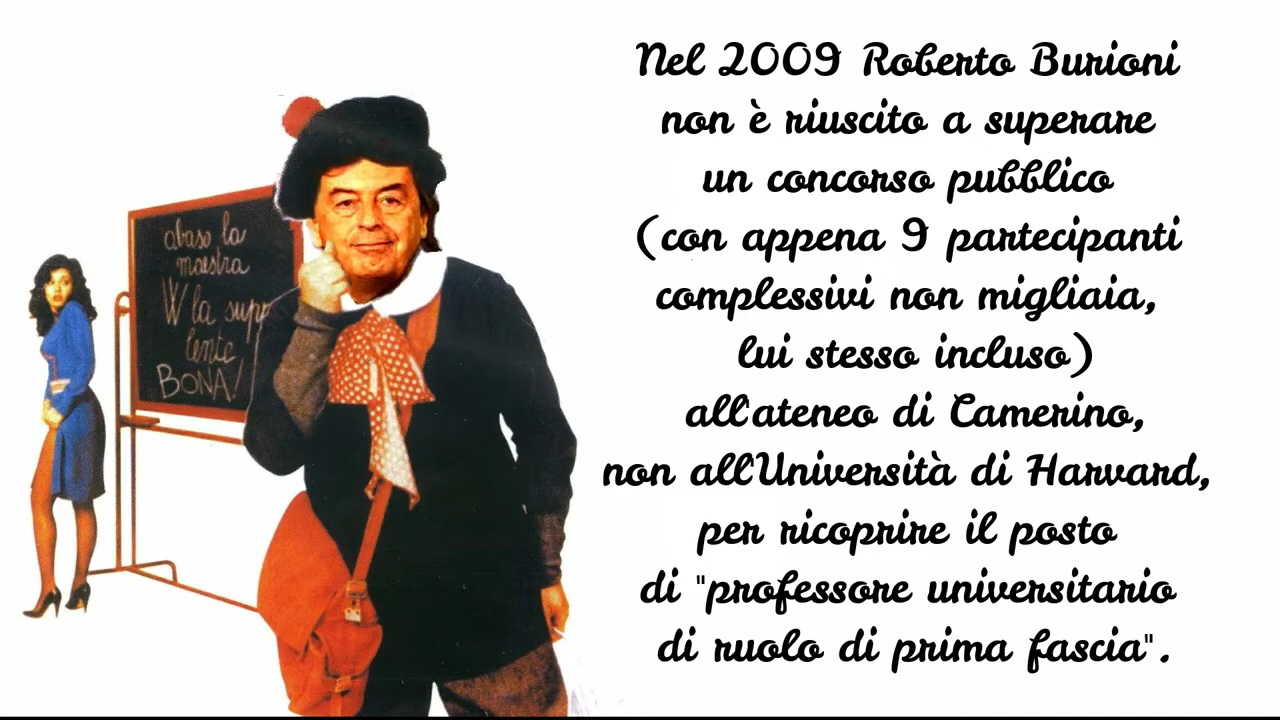 abaso la
maestra
W la supp
lente
BONA!
Nel 2009 Roberto Burioni
non è riuscito a superare
un concorso pubblico
(con appena 9 partecipanti
complessivi non migliaia,
lui stesso incluso)
all'ateneo di Camerino,
non all'Università di Harvard,
per ricoprire il posto
di "professore universitario
di ruolo di prima fascia".